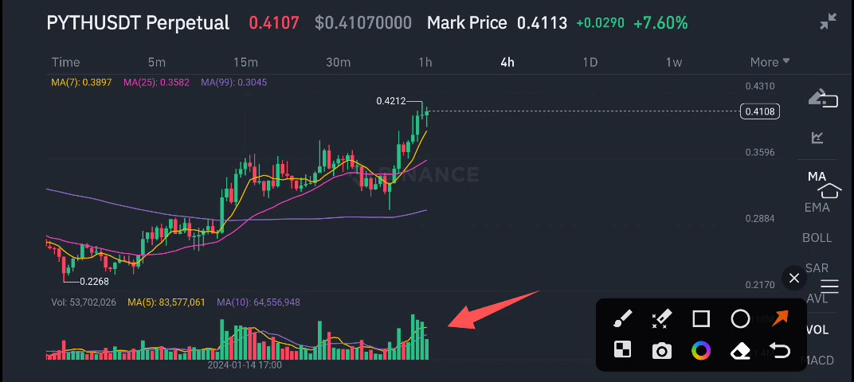 PYTHUSDT Perpetual 0.4107 $0.41070000 Mark Price 0.4113 +0.0290 +7.60%
Time 5m 15m 30m 1h 4h 1D 1w More
MA(7): 0.3897 MA(25): 0.3582 MA(99): 0.3045
0.4310
0.4212
0.4108
0.3596
MA
BINANCE
EMA
0.2884
BOLL
SAR
0.2268
0.2170
AVL
Vol: 53,702,026 MA(5): 83,577,061 MA(10): 64,556,948
VOL
MACD
2024-01-14 17:00